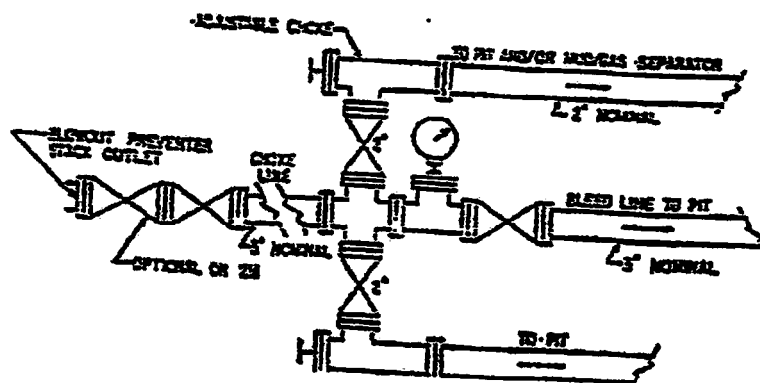 ADJUSTABLE CHOKE
TO PIT AND/OR MUD/GAS SEPARATOR
2" NOMINAL
2"
BLOWOUT PREVENTER
STACK OUTLET
CHOKE
LINE
BLEED LINE TO PIT
3" NOMINAL
OPTIONAL ON 2M
3" NOMINAL
2"
TO PIT